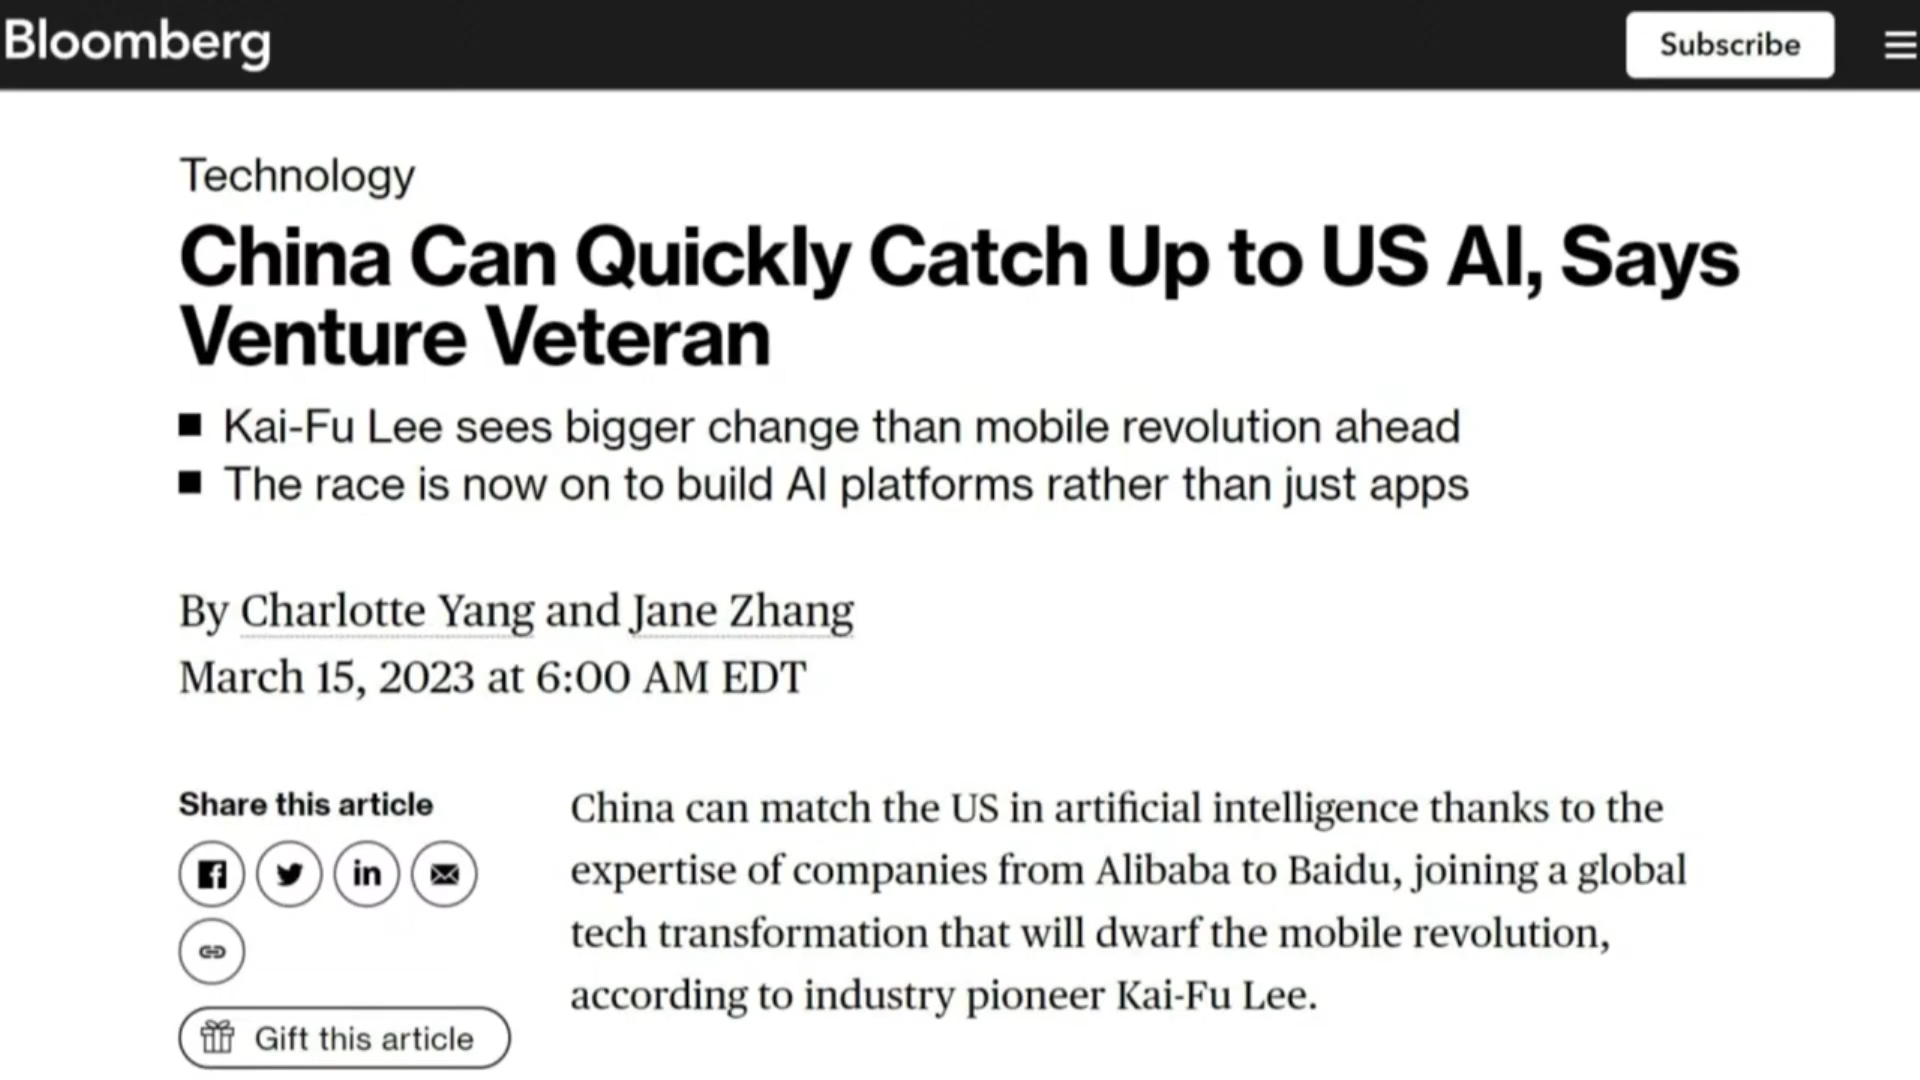 Bloomberg
Subscribe
Technology
China Can Quickly Catch Up to US AI, Says
Venture Veteran
Kai-Fu Lee sees bigger change than mobile revolution ahead
The race is now on to build AI platforms rather than just apps
By Charlotte Yang and Jane Zhang
March 15, 2023 at 6:00 AM EDT
Share this article
in
Gift this article
China can match the US in artificial intelligence thanks to the
expertise of companies from Alibaba to Baidu, joining a global
tech transformation that will dwarf the mobile revolution,
according to industry pioneer Kai-Fu Lee.